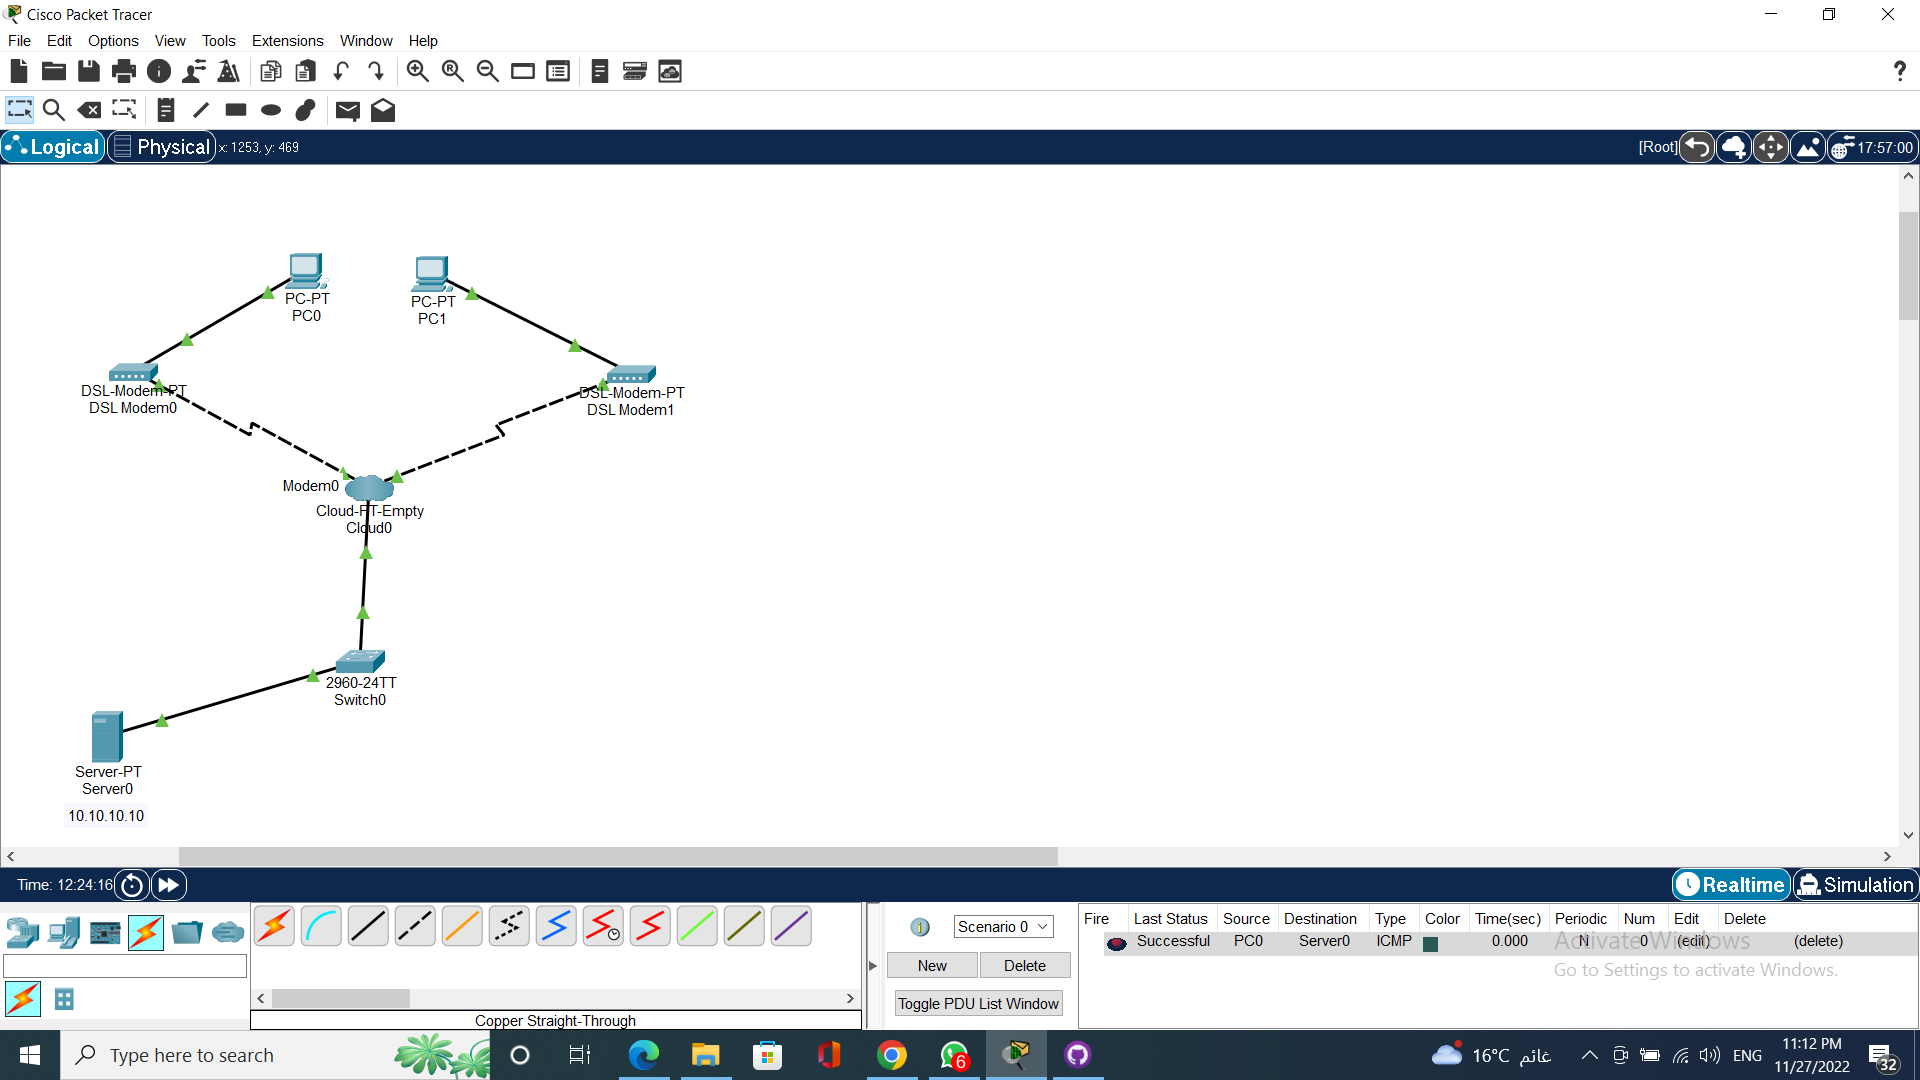 Cisco Packet Tracer
File Edit Options View Tools Extensions Window Help
Logical Physical x: 1253, y: 469 [Root] 17:57:00
PC-PT
PC0
PC-PT
PC1
DSL-Modem-PT
DSL Modem0
DSL-Modem-PT
DSL Modem1
Modem0
Cloud-PT-Empty
Cloud0
2960-24TT
Switch0
Server-PT
Server0
10.10.10.10
Time: 12:24:16 Realtime Simulation
Scenario 0
New Delete
Toggle PDU List Window
Copper Straight-Through
Fire Last Status Source Destination Type Color Time(sec) Periodic Num Edit Delete
Successful PC0 Server0 ICMP 0.000 N 0 (edit) (delete)
Activate Windows
Go to Settings to activate Windows.
Type here to search
6
16°C غائم
ENG
11:12 PM
11/27/2022
32